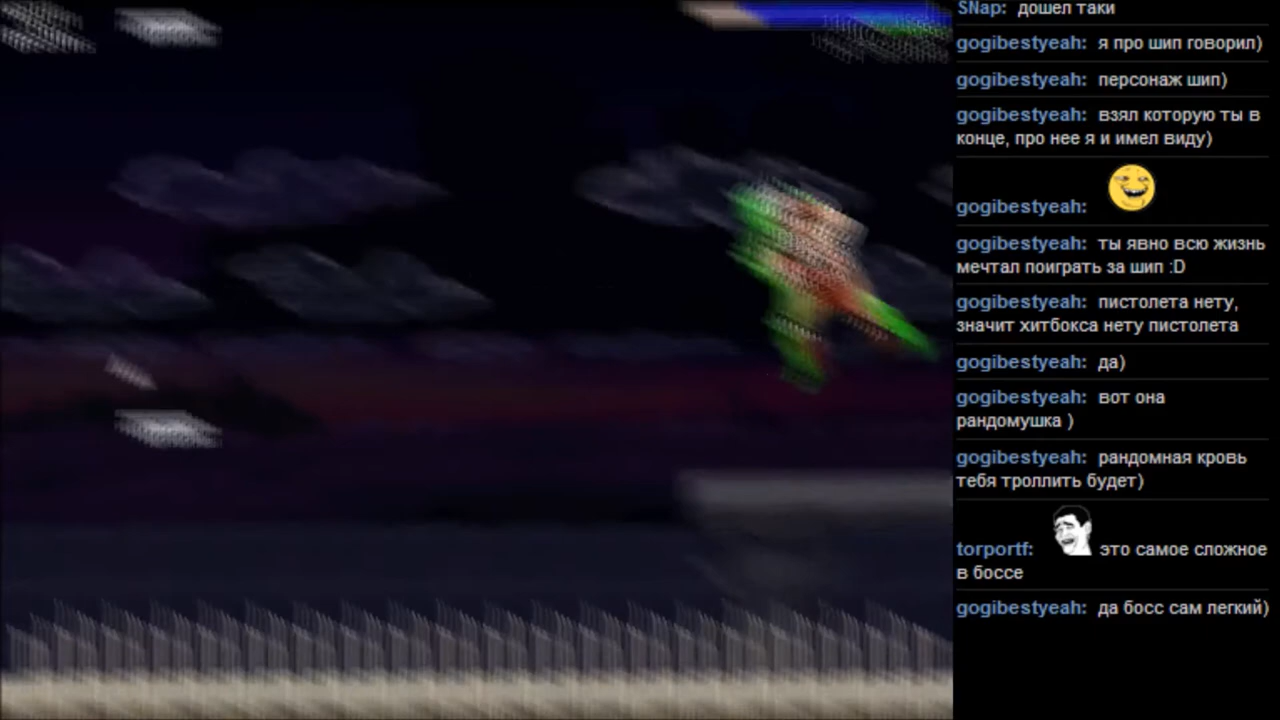 SNap: дошел таки
gogibestyeah: я про шип говорил)
gogibestyeah: персонаж шип)
gogibestyeah: взял которую ты в
конце, про нее я и имел виду)
gogibestyeah:
gogibestyeah: ты явно всю жизнь
мечтал поиграть за шип :D
gogibestyeah: пистолета нету,
значит хитбокса нету пистолета
gogibestyeah: да)
gogibestyeah: вот она
рандомушка )
gogibestyeah: рандомная кровь
тебя троллить будет)
torportf: это самое сложное
в боссе
gogibestyeah: да босс сам легкий)